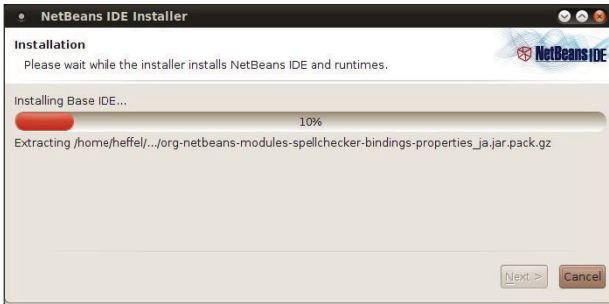 NetBeans IDE Installer
Installation
Please wait while the installer installs NetBeans IDE and runtimes.
NetBeans IDE
Installing Base IDE...
10%
Extracting /home/heffel/.../org-netbeans-modules-spellchecker-bindings-properties_ja.jar.pack.gz
Next >
Cancel